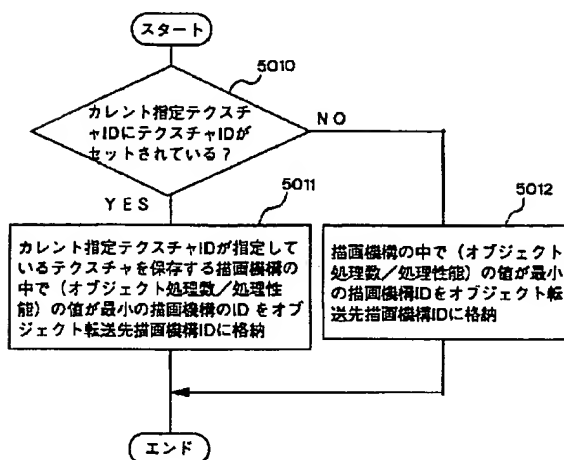 スタート
5010
カレント指定テクスチ
ャIDにテクスチャIDが
セットされている？
NO
YES
5011
カレント指定テクスチャIDが指定して
いるテクスチャを保存する描画機構の
中で（オブジェクト処理数／処理性
能）の値が最小の描画機構のID をオブ
ジェクト転送先描画機構IDに格納
5012
描画機構の中で（オブジェクト
処理数／処理性能）の値が最小
の描画機構IDをオブジェクト転
送先描画機構IDに格納
エンド